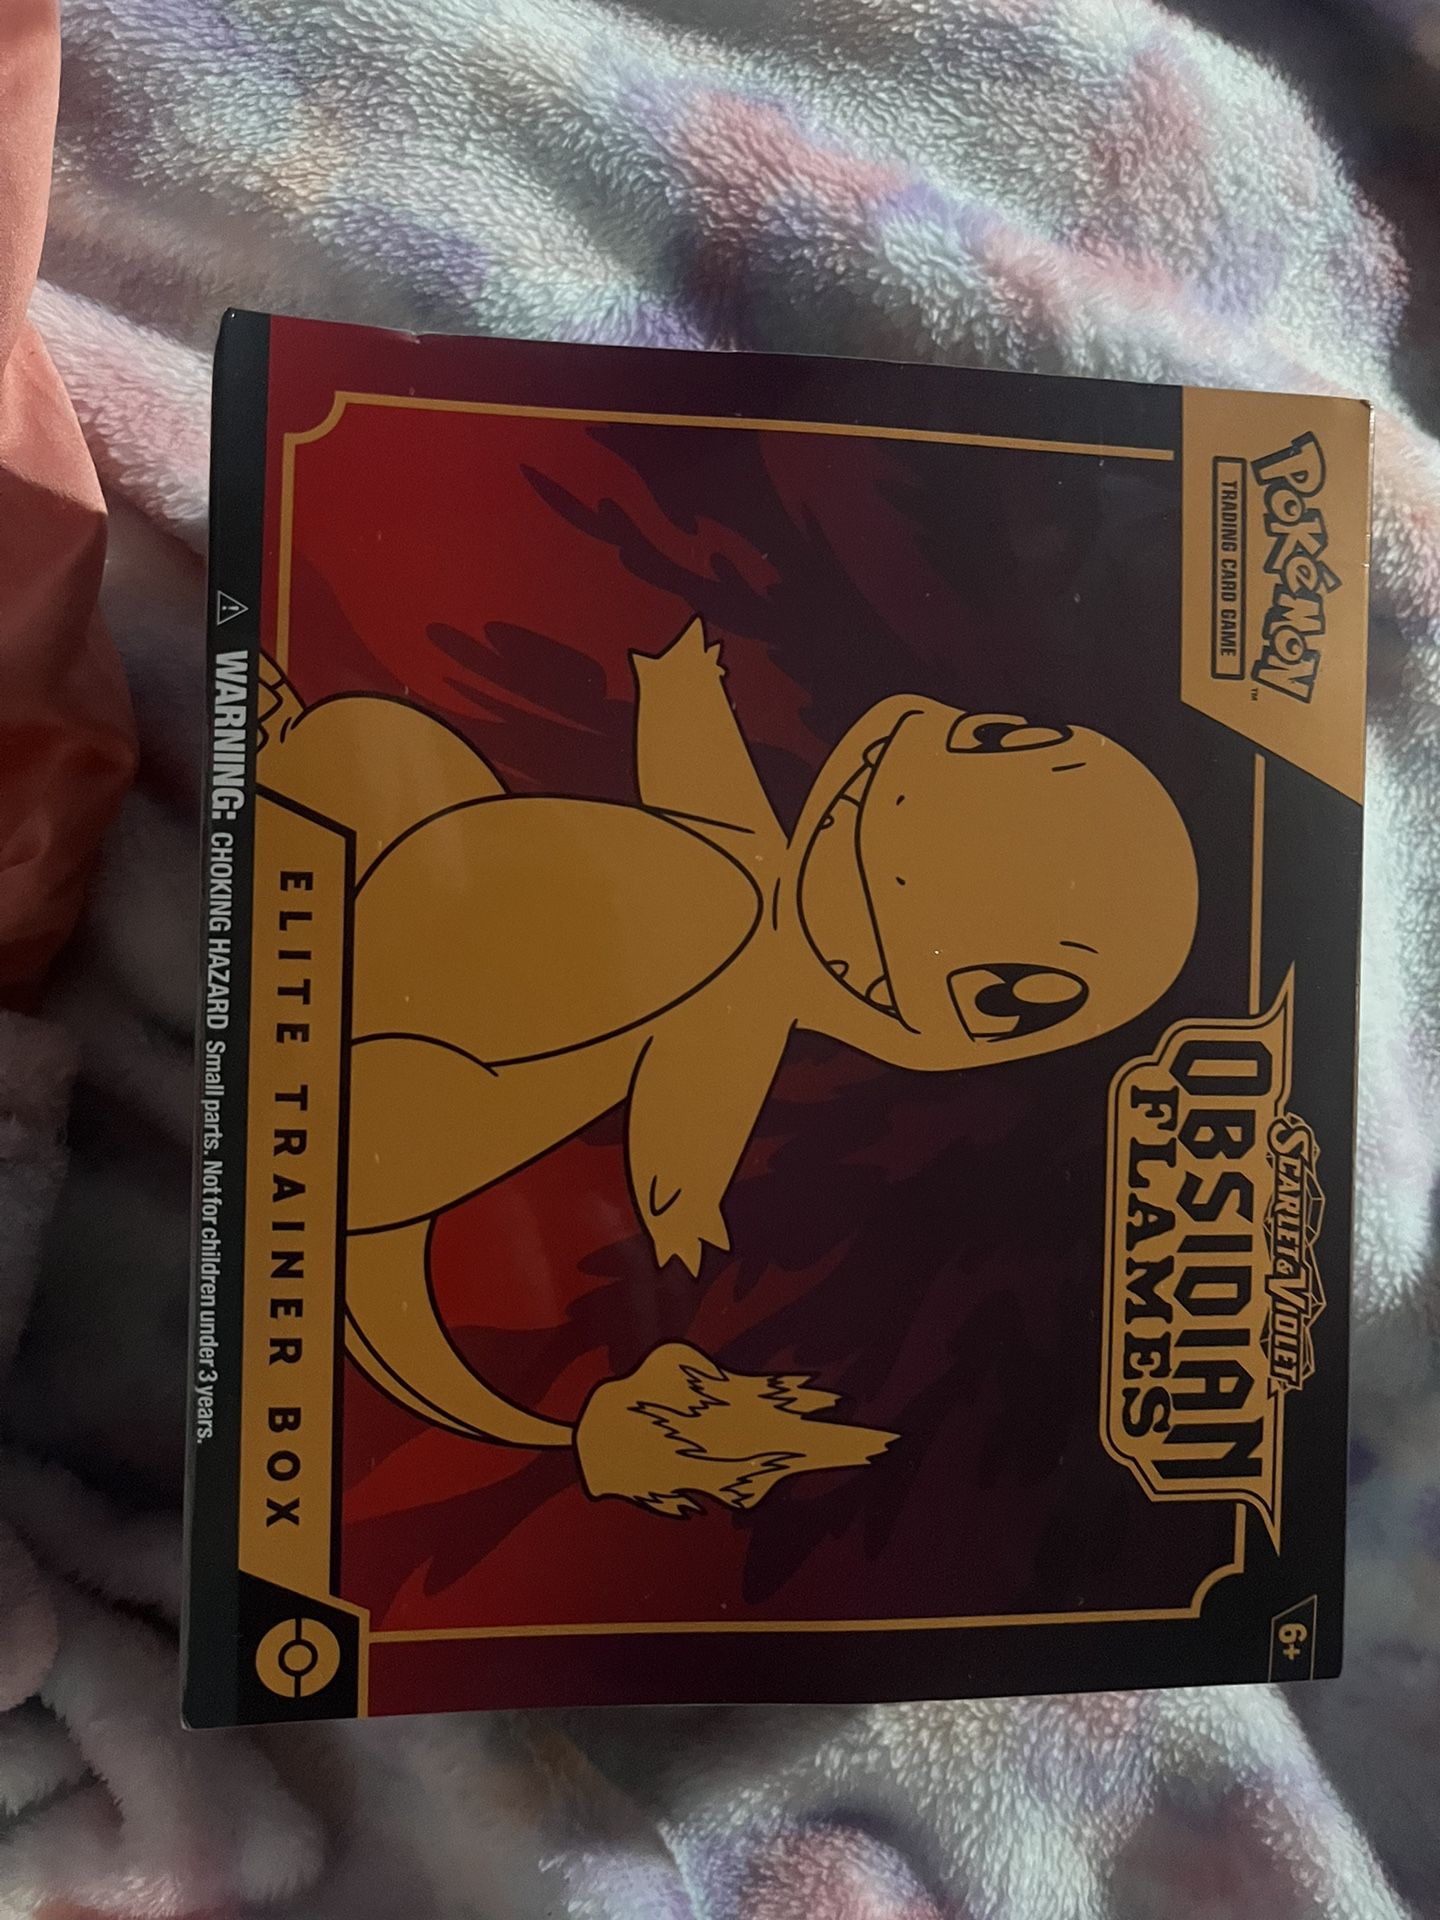 POKéMON™
TRADING CARD GAME
6+
SCARLET & VIOLET
OBSIDIAN
FLAMES
ELITE TRAINER BOX
⚠ WARNING: CHOKING HAZARD Small parts. Not for children under 3 years.